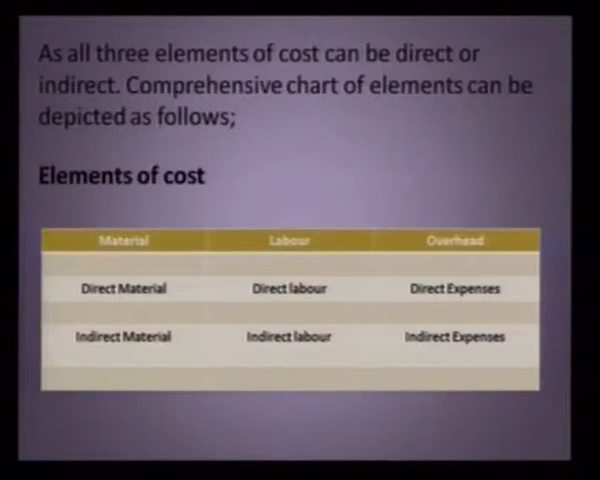 As all three elements of cost can be direct or
indirect. Comprehensive chart of elements can be
depicted as follows;
Elements of cost
Material Labour Overhead
Direct Material Direct labour Direct Expenses
Indirect Material Indirect labour Indirect Expenses